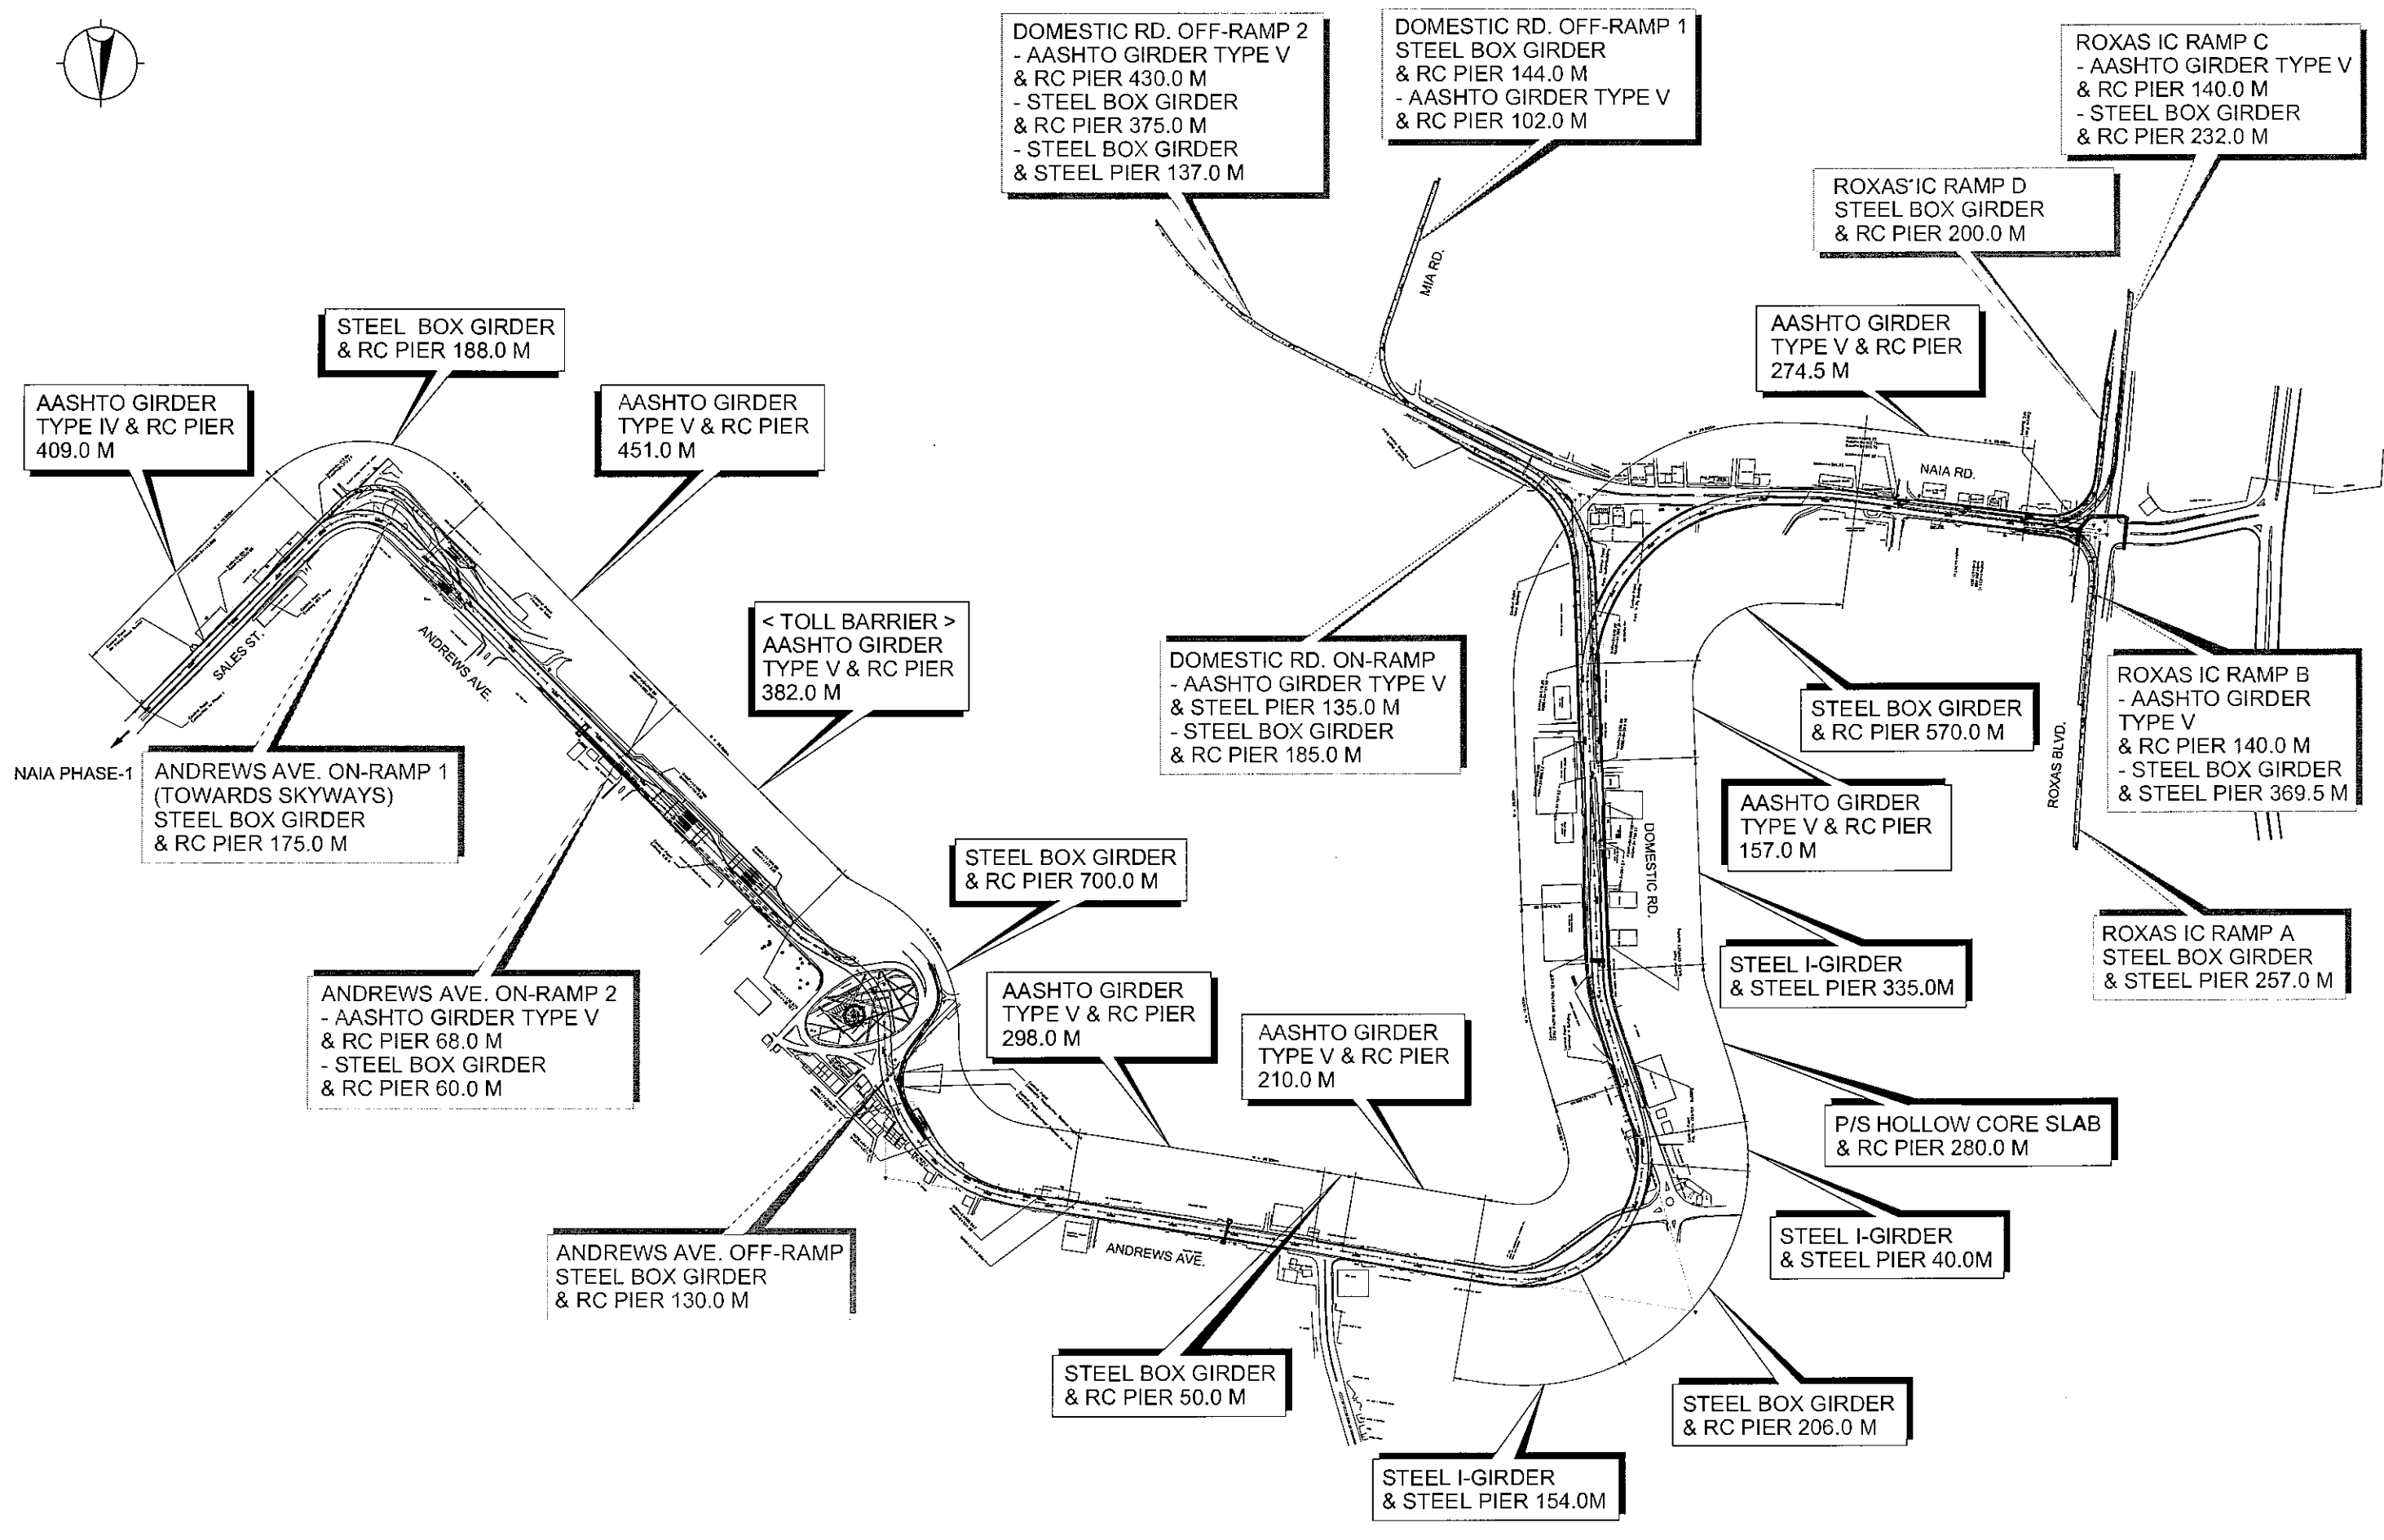 DOMESTIC RD. OFF-RAMP 2
- AASHTO GIRDER TYPE V
& RC PIER 430.0 M
- STEEL BOX GIRDER
& RC PIER 375.0 M
- STEEL BOX GIRDER
& STEEL PIER 137.0 M
DOMESTIC RD. OFF-RAMP 1
STEEL BOX GIRDER
& RC PIER 144.0 M
- AASHTO GIRDER TYPE V
& RC PIER 102.0 M
ROXAS IC RAMP C
- AASHTO GIRDER TYPE V
& RC PIER 140.0 M
- STEEL BOX GIRDER
& RC PIER 232.0 M
ROXAS IC RAMP D
STEEL BOX GIRDER
& RC PIER 200.0 M
MIA RD.
STEEL BOX GIRDER
& RC PIER 188.0 M
AASHTO GIRDER
TYPE V & RC PIER
274.5 M
AASHTO GIRDER
TYPE IV & RC PIER
409.0 M
AASHTO GIRDER
TYPE V & RC PIER
451.0 M
NAIA RD.
SALES ST.
ANDREWS AVE.
< TOLL BARRIER >
AASHTO GIRDER
TYPE V & RC PIER
382.0 M
DOMESTIC RD. ON-RAMP
- AASHTO GIRDER TYPE V
& STEEL PIER 135.0 M
- STEEL BOX GIRDER
& RC PIER 185.0 M
STEEL BOX GIRDER
& RC PIER 570.0 M
ROXAS BLVD.
ROXAS IC RAMP B
- AASHTO GIRDER
TYPE V
& RC PIER 140.0 M
- STEEL BOX GIRDER
& STEEL PIER 369.5 M
NAIA PHASE-1
ANDREWS AVE. ON-RAMP 1
(TOWARDS SKYWAYS)
STEEL BOX GIRDER
& RC PIER 175.0 M
AASHTO GIRDER
TYPE V & RC PIER
157.0 M
DOMESTIC RD.
STEEL BOX GIRDER
& RC PIER 700.0 M
ROXAS IC RAMP A
STEEL BOX GIRDER
& STEEL PIER 257.0 M
STEEL I-GIRDER
& STEEL PIER 335.0M
ANDREWS AVE. ON-RAMP 2
- AASHTO GIRDER TYPE V
& RC PIER 68.0 M
- STEEL BOX GIRDER
& RC PIER 60.0 M
AASHTO GIRDER
TYPE V & RC PIER
298.0 M
AASHTO GIRDER
TYPE V & RC PIER
210.0 M
P/S HOLLOW CORE SLAB
& RC PIER 280.0 M
STEEL I-GIRDER
& STEEL PIER 40.0M
ANDREWS AVE. OFF-RAMP
STEEL BOX GIRDER
& RC PIER 130.0 M
ANDREWS AVE.
STEEL BOX GIRDER
& RC PIER 50.0 M
STEEL BOX GIRDER
& RC PIER 206.0 M
STEEL I-GIRDER
& STEEL PIER 154.0M